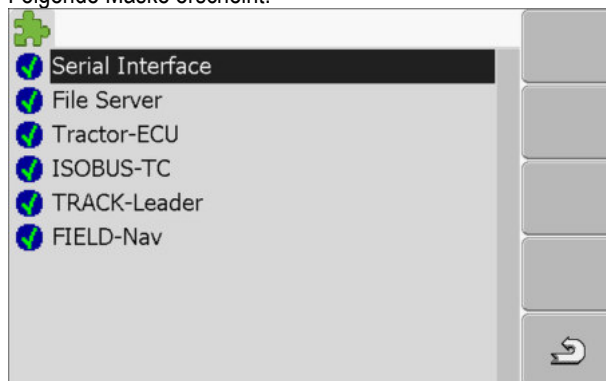 Folgende Maske erscheint:
Serial Interface
File Server
Tractor-ECU
ISOBUS-TC
TRACK-Leader
FIELD-Nav